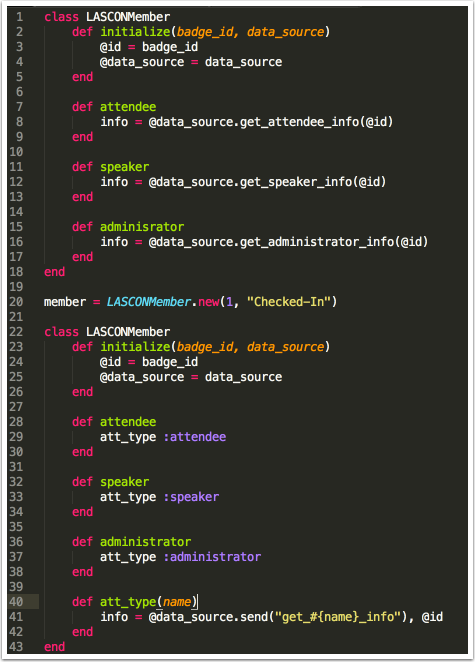 1 class LASCONMember
2     def initialize(badge_id, data_source)
3         @id = badge_id
4         @data_source = data_source
5     end
6
7     def attendee
8         info = @data_source.get_attendee_info(@id)
9     end
10
11     def speaker
12         info = @data_source.get_speaker_info(@id)
13     end
14
15     def adminisrator
16         info = @data_source.get_administrator_info(@id)
17     end
18 end
19
20 member = LASCONMember.new(1, "Checked-In")
21
22 class LASCONMember
23     def initialize(badge_id, data_source)
24         @id = badge_id
25         @data_source = data_source
26     end
27
28     def attendee
29         att_type :attendee
30     end
31
32     def speaker
33         att_type :speaker
34     end
35
36     def administrator
37         att_type :administrator
38     end
39
40     def att_type(name)
41         info = @data_source.send("get_#{name}_info"), @id
42     end
43 end